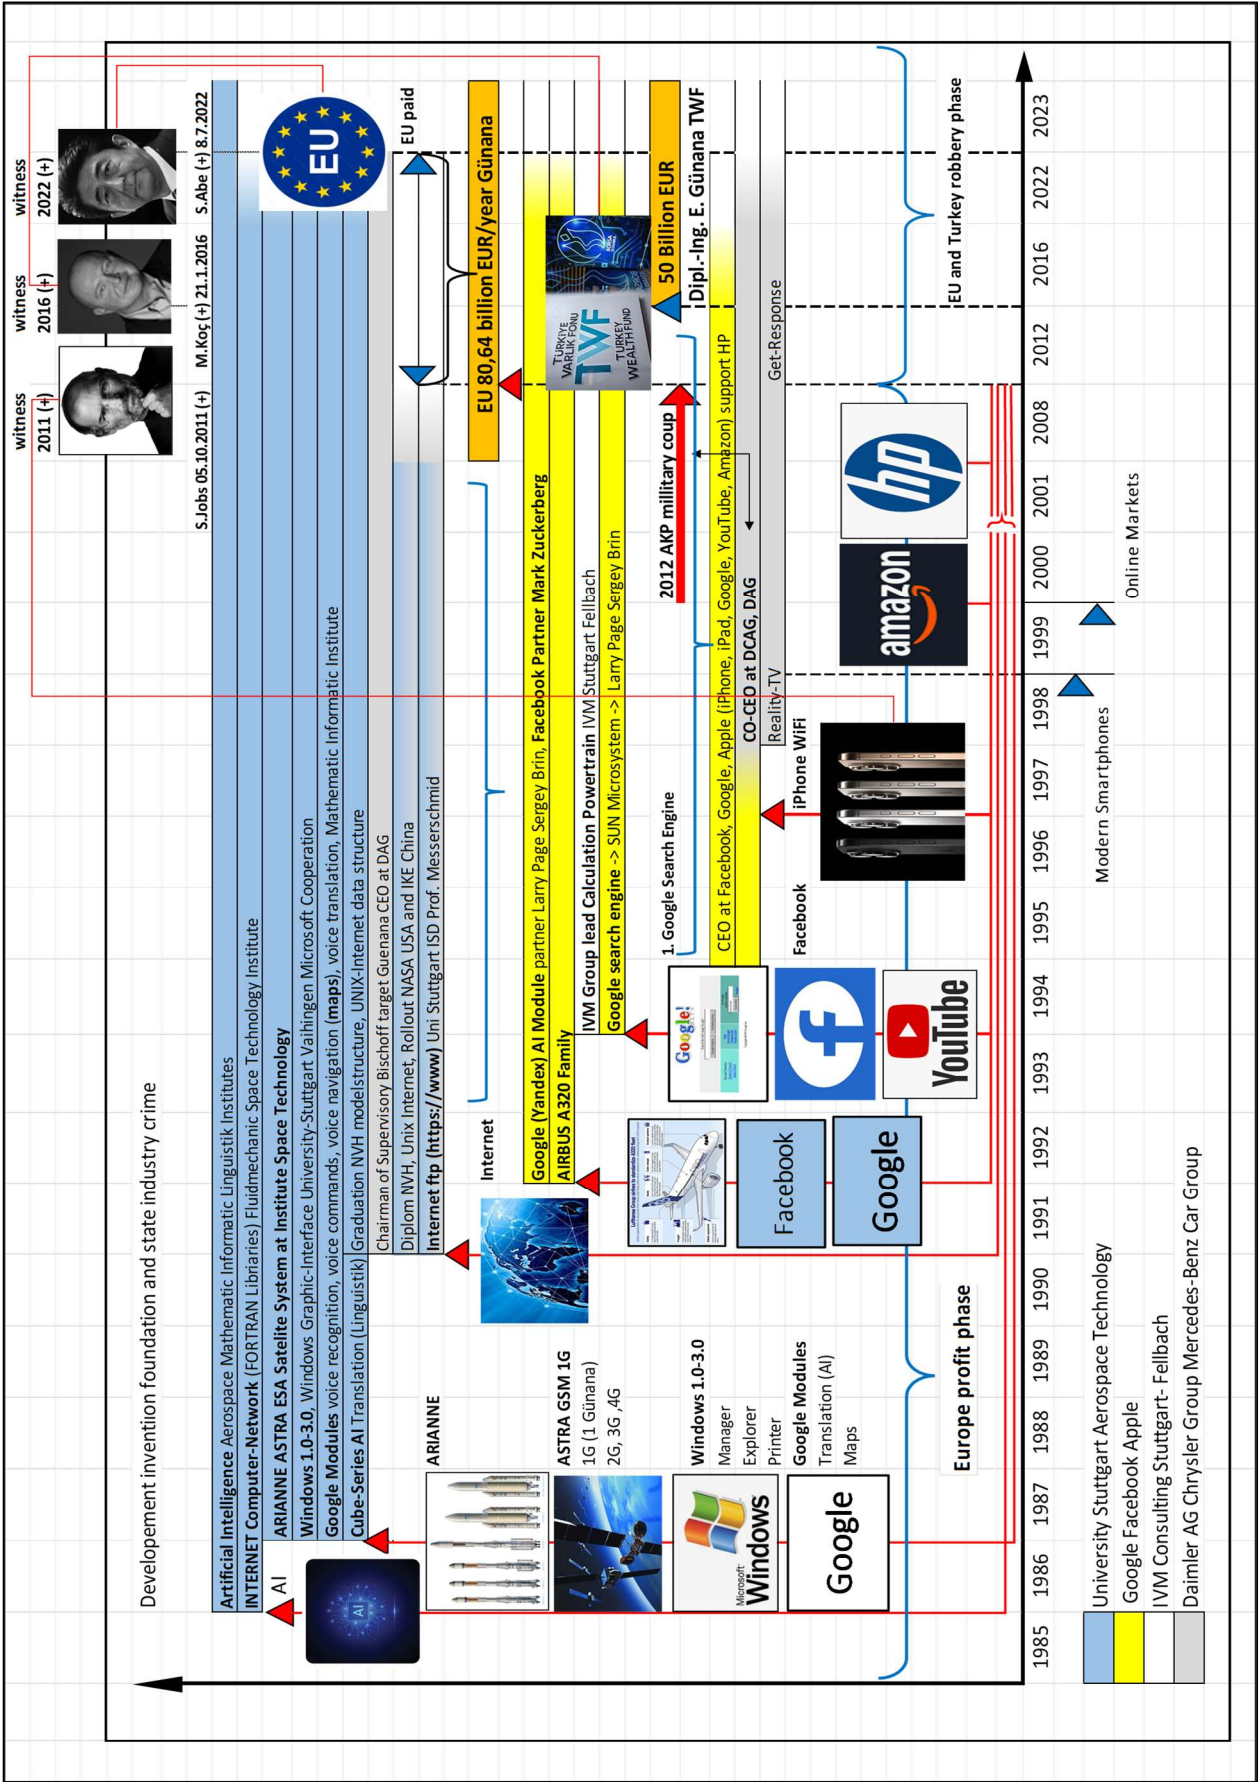 Developement invention foundation and state industry crime
witness
2011 (+)
witness
2016 (+)
witness
2022 (+)
S.Jobs 05.10.2011 (+)
M.Koç (+) 21.1.2016
S.Abe (+) 8.7.2022
Artificial Intelligence Aerospace Mathematic Informatic Linguistik Institutes
INTERNET Computer-Network (FORTRAN Libriaries) Fluidmechanic Space Technology Institute
AI
ARIANNE ASTRA ESA Satelite System at Institute Space Technology
Windows 1.0-3.0, Windows Graphic-Interface University-Stuttgart Vaihingen Microsoft Cooperation
Google Modules voice recognition, voice commands, voice navigation (maps), voice translation, Mathematic Informatic Institute
Cube-Series AI Translation (Linguistik)
Graduation NVH modelstructure, UNIX-Internet data structure
Chairman of Supervisory Bischoff target Guenana CEO at DAG
Diplom NVH, Unix Internet, Rollout NASA USA and IKE China
Internet ftp (https://www) Uni Stuttgart ISD Prof. Messerschmid
EU
EU paid
AI
ARIANNE
Internet
EU 80,64 billion EUR/year Günana
Google (Yandex) AI Module partner Larry Page Sergey Brin, Facebook Partner Mark Zuckerberg
AIRBUS A320 Family
IVM Group lead Calculation Powertrain IVM Stuttgart Fellbach
Google search engine -> SUN Microsystem -> Larry Page Sergey Brin
ASTRA GSM 1G
1G (1 Günana)
2G, 3G ,4G
TÜRKİYE
VARLIK FONU
TWF
TURKEY
WEALTH FUND
50 Billion EUR
Dipl.-Ing. E. Günana TWF
2012 AKP military coup
1. Google Search Engine
Lufthansa Group airlines to standardize A320 fleet
Google!
Microsoft
Windows
Windows 1.0-3.0
Manager
Explorer
Printer
CEO at Facebook, Google, Apple (iPhone, iPad, Google, YouTube, Amazon) support HP
CO-CEO at DCAG, DAG
Reality-TV
Get-Response
Facebook
Google
Google Modules
Translation (AI)
Maps
Facebook
iPhone WiFi
Google
f
YouTube
amazon
hp
Europe profit phase
EU and Turkey robbery phase
1985 1986 1987 1988 1989 1990 1991 1992 1993 1994 1995 1996 1997 1998 1999 2000 2001 2008 2012 2016 2022 2023
Modern Smartphones
Online Markets
University Stuttgart Aerospace Technology
Google Facebook Apple
IVM Consulting Stuttgart- Fellbach
Daimler AG Chrysler Group Mercedes-Benz Car Group